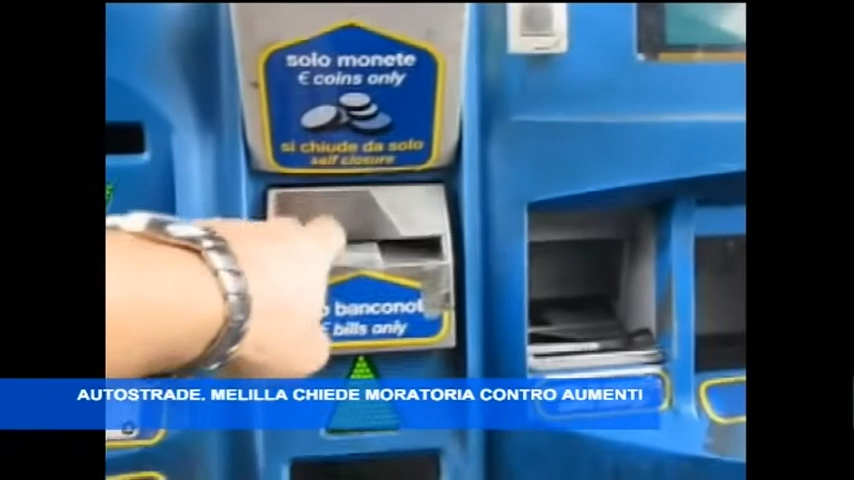 solo monete
€ coins only
si chiude da solo
self closure
banconot
€ bills only
AUTOSTRADE. MELILLA CHIEDE MORATORIA CONTRO AUMENTI